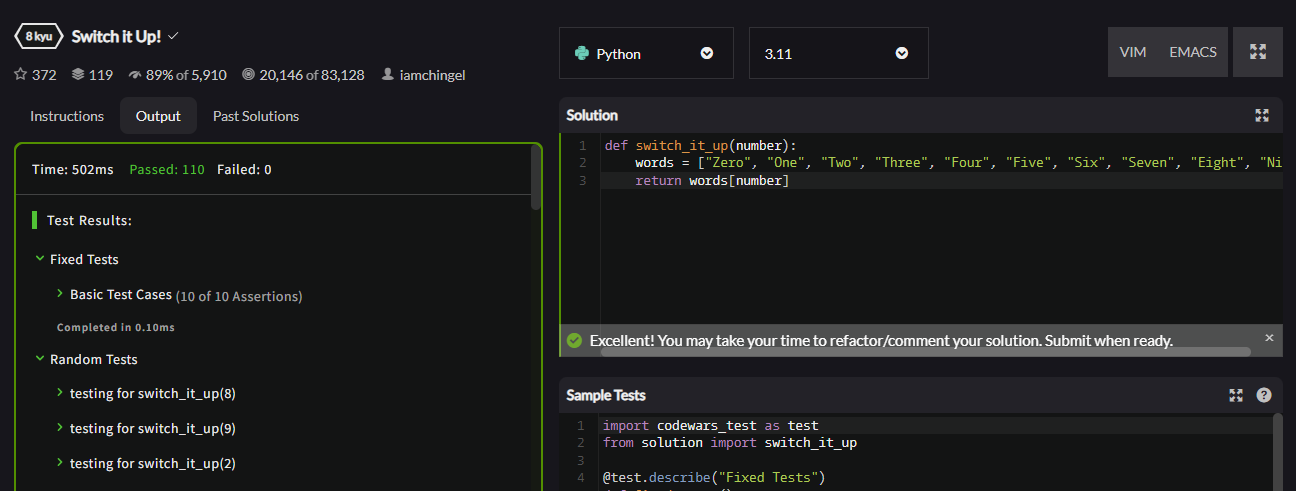 8 kyu Switch it Up!
372 119 89% of 5,910 20,146 of 83,128 iamchingel
Instructions Output Past Solutions
Time: 502ms Passed: 110 Failed: 0
Test Results:
Fixed Tests
Basic Test Cases (10 of 10 Assertions)
Completed in 0.10ms
Random Tests
testing for switch_it_up(8)
testing for switch_it_up(9)
testing for switch_it_up(2)
Python 3.11 VIM EMACS
Solution
1 def switch_it_up(number):
2 words = ["Zero", "One", "Two", "Three", "Four", "Five", "Six", "Seven", "Eight", "Ni
3 return words[number]
Excellent! You may take your time to refactor/comment your solution. Submit when ready.
Sample Tests
1 import codewars_test as test
2 from solution import switch_it_up
3
4 @test.describe("Fixed Tests")